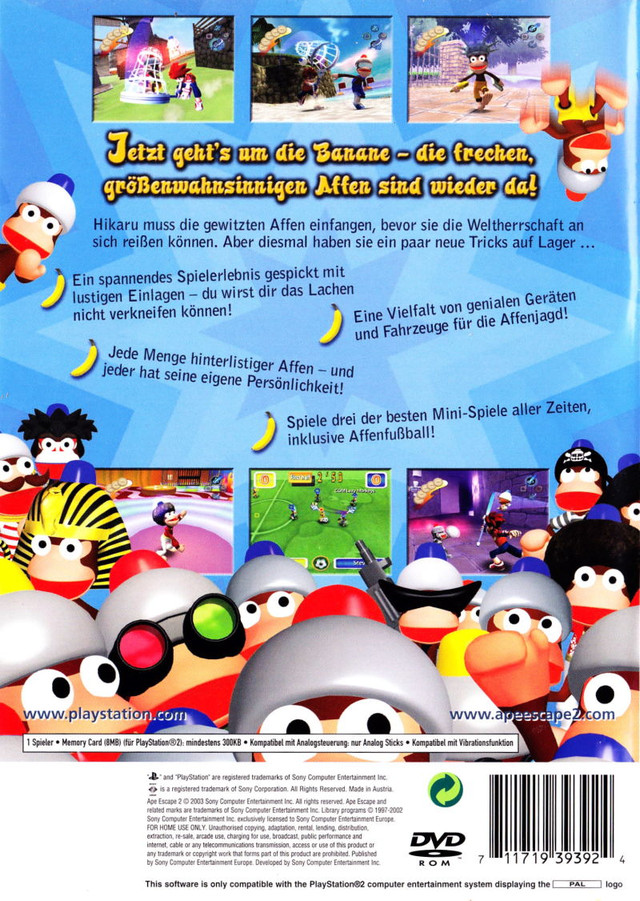 Jetzt geht's um die Banane – die frechen,
größenwahnsinnigen Affen sind wieder da!
Hikaru muss die gewitzten Affen einfangen, bevor sie die Weltherrschaft an
sich reißen können. Aber diesmal haben sie ein paar neue Tricks auf Lager ...
Ein spannendes Spielerlebnis gespickt mit
lustigen Einlagen – du wirst dir das Lachen
nicht verkneifen können!
Eine Vielfalt von genialen Geräten
und Fahrzeuge für die Affenjagd!
Jede Menge hinterlistiger Affen – und
jeder hat seine eigene Persönlichkeit!
Spiele drei der besten Mini-Spiele aller Zeiten,
inklusive Affenfußball!
www.playstation.com
www.apeescape2.com
1 Spieler • Memory Card (8MB) (für PlayStation®2): mindestens 300KB • Kompatibel mit Analogsteuerung: nur Analog Sticks • Kompatibel mit Vibrationsfunktion
" and "PlayStation" are registered trademarks of Sony Computer Entertainment Inc.
is a registered trademark of Sony Corporation. All Rights Reserved. Made in Austria.
Ape Escape 2 © 2003 Sony Computer Entertainment Inc. All rights reserved. Ape Escape and
related marks are trademarks of Sony Computer Entertainment Inc. Library programs © 1997-2002
Sony Computer Entertainment Inc. exclusively licensed to Sony Computer Entertainment Europe.
FOR HOME USE ONLY. Unauthorised copying, adaptation, rental, lending, distribution,
extraction, re-sale, arcade use, charging for use, broadcast, public performance and
internet, cable or any telecommunications transmission, access or use of this product or
any trademark or copyright work that forms part of this product are prohibited. Published
by Sony Computer Entertainment Europe. Developed by Sony Computer Entertainment Inc.
DVD
ROM
7 11719 39392 4
This software is only compatible with the PlayStation®2 computer entertainment system displaying the PAL logo